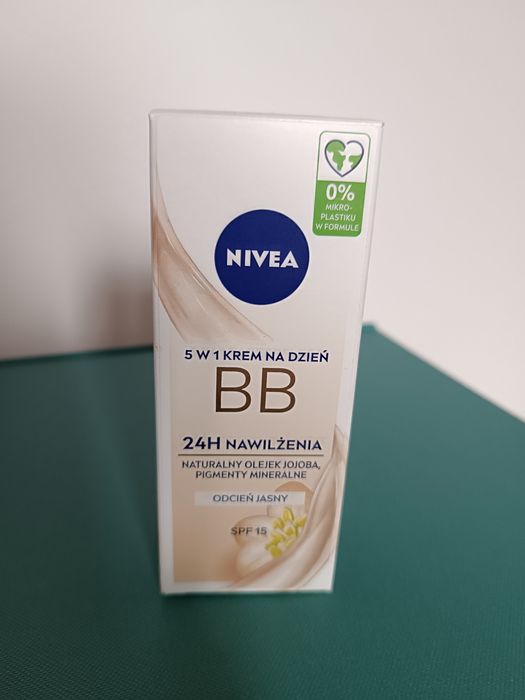 0%
MIKRO-
PLASTIKU
W FORMULE
NIVEA
5 W 1 KREM NA DZIEŃ
BB
24H NAWILŻENIA
NATURALNY OLEJEK JOJOBA,
PIGMENTY MINERALNE
ODCIEŃ JASNY
SPF 15